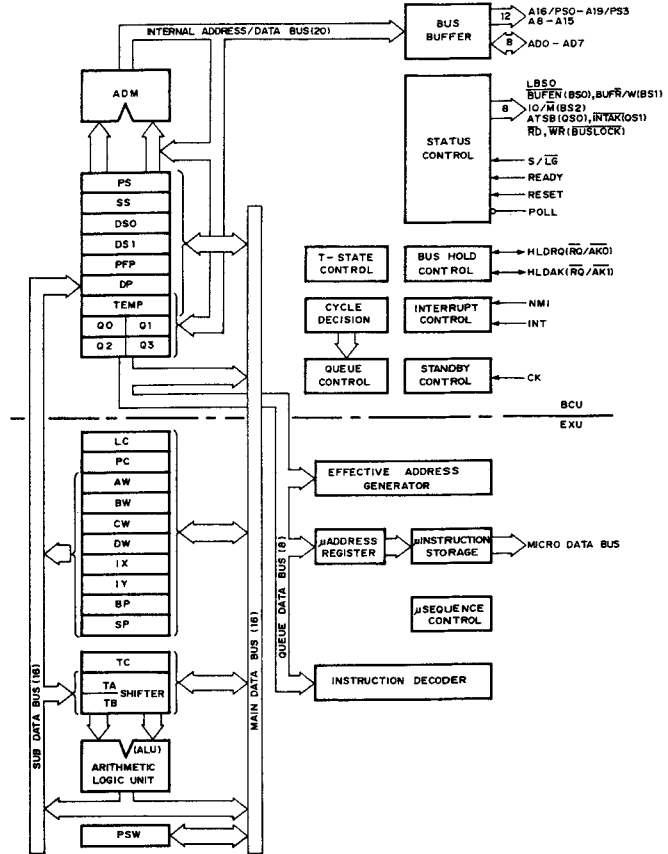 INTERNAL ADDRESS/DATA BUS(20)
BUS
BUFFER
12
A16/PS0-A19/PS3
A8-A15
8
AD0-AD7
ADM
STATUS
CONTROL
8
LBSO
BUFEN(BS0),BUFR/W(BS1)
IO/M(BS2)
ATSB(QS0),INTAK(QS1)
RD, WR(BUSLOCK)
S/LG
READY
RESET
POLL
PS
SS
DS0
DS1
PFP
DP
TEMP
Q0 Q1
Q2 Q3
T-STATE
CONTROL
BUS HOLD
CONTROL
HLDRQ(RQ/AK0)
HLDAK(RQ/AK1)
CYCLE
DECISION
INTERRUPT
CONTROL
NMI
INT
QUEUE
CONTROL
STANDBY
CONTROL
CK
BCU
EXU
LC
PC
AW
BW
CW
DW
IX
IY
BP
SP
EFFECTIVE ADDRESS
GENERATOR
μADDRESS
REGISTER
μINSTRUCTION
STORAGE
MICRO DATA BUS
μSEQUENCE
CONTROL
INSTRUCTION DECODER
QUEUE DATA BUS(8)
MAIN DATA BUS(16)
SUB DATA BUS(16)
TC
TA
TB
SHIFTER
(ALU)
ARITHMETIC
LOGIC UNIT
PSW